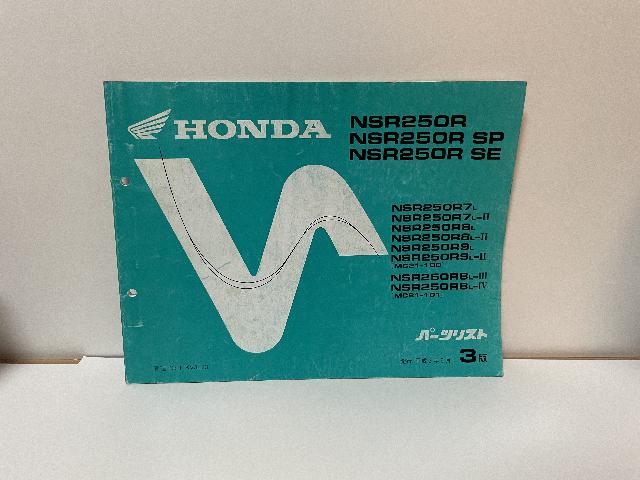 HONDA
NSR250R
NSR250R SP
NSR250R SE
NSR250R7L
NSR250R7L-II
NSR250R8L
NSR250R8L-II
NSR250R9L
NSR250R9L-II
(MC21-100)
NSR250R8L-III
NSR250R8L-IV
(MC21-101)
パーツリスト
3版